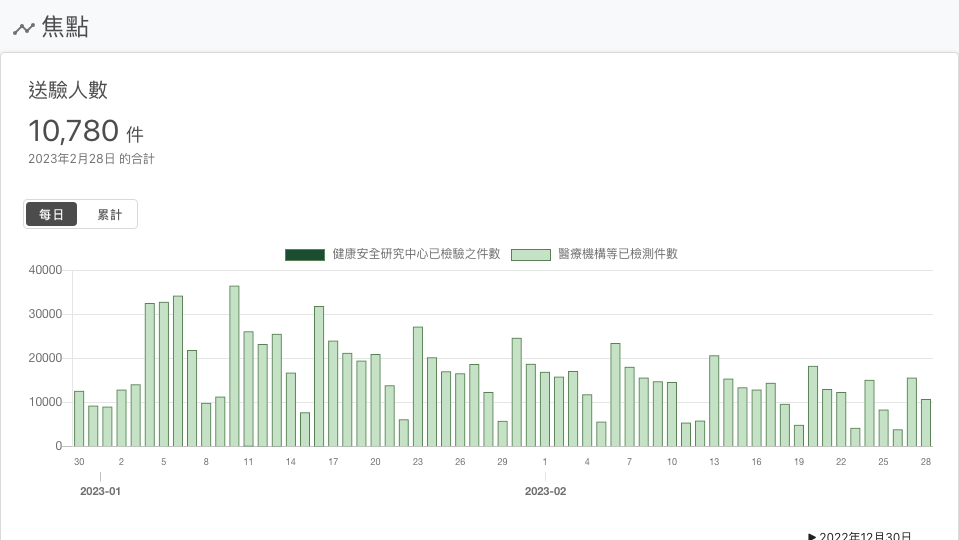 焦點
送驗人數
10,780 件
2023年2月28日 的合計
每日 累計
健康安全研究中心已檢驗之件數 醫療機構等已檢測件數
40000
30000
20000
10000
0
30 2 5 8 11 14 17 20 23 26 29 1 4 7 10 13 16 19 22 25 28
2023-01 2023-02
▶ 2022年12月30日